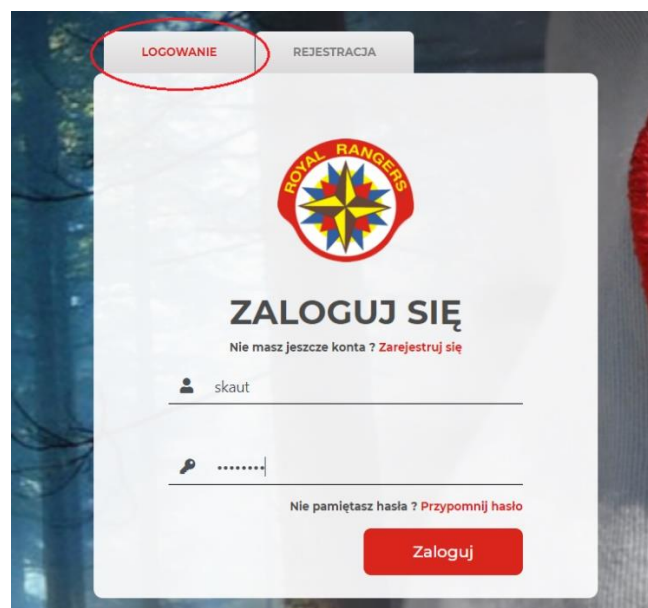 LOGOWANIE
REJESTRACJA
ROYAL RANGERS
ZALOGUJ SIĘ
Nie masz jeszcze konta ? Zarejestruj się
skaut
••••••••
Nie pamiętasz hasła ? Przypomnij hasło
Zaloguj